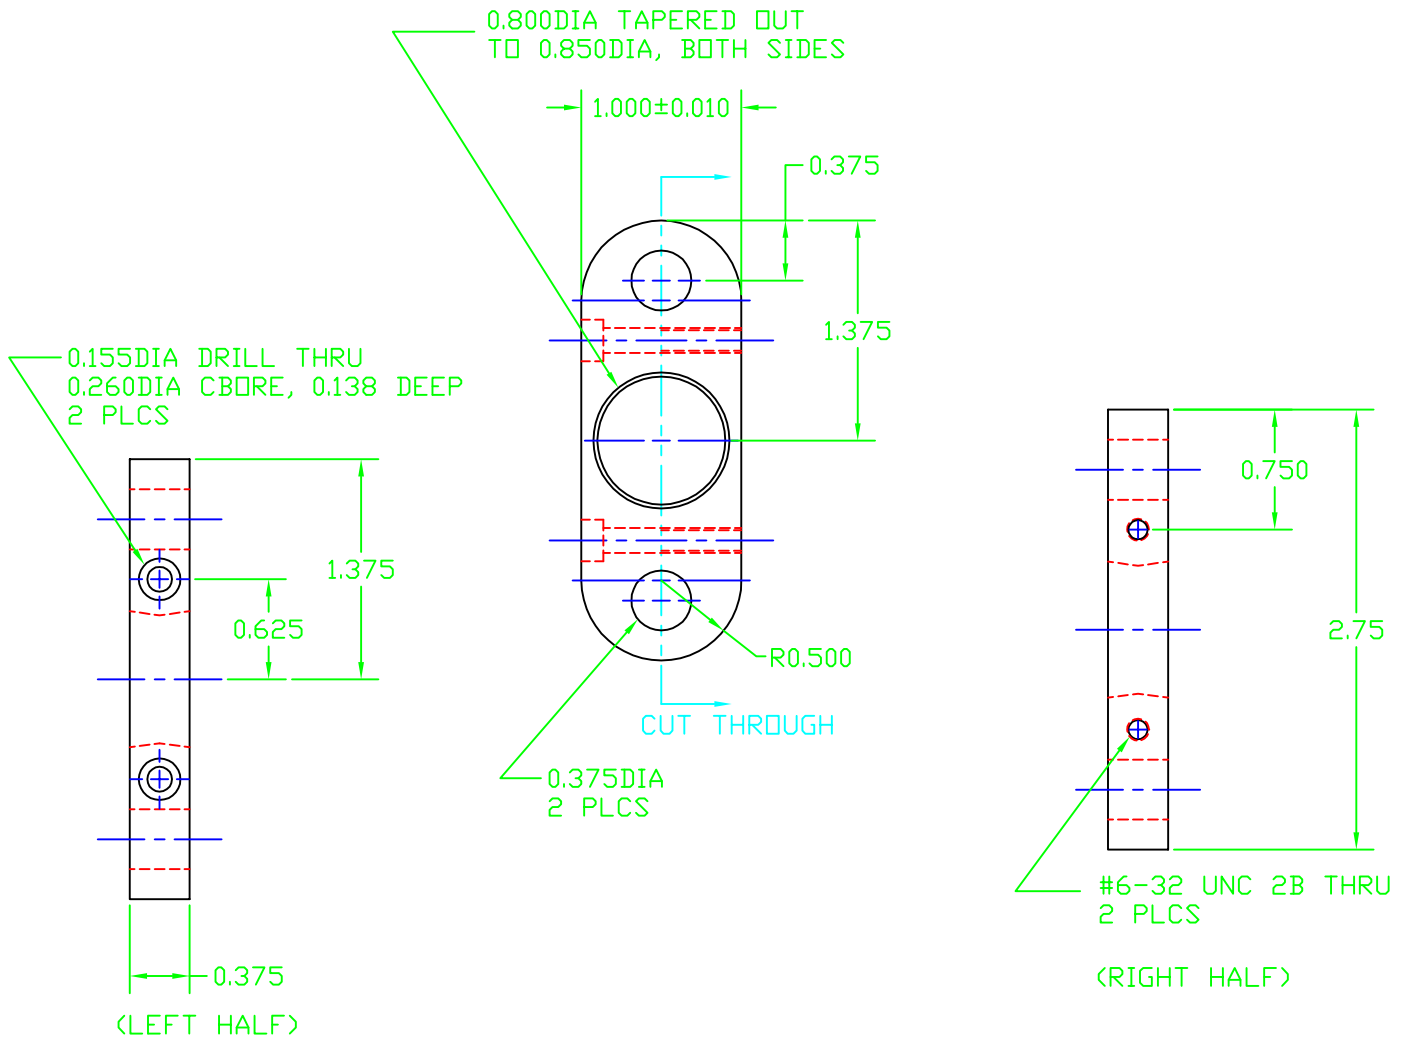 0.800DIA TAPERED OUT
TO 0.850DIA, BOTH SIDES
1.000±0.010
0.375
1.375
0.155DIA DRILL THRU
0.260DIA CBORE, 0.138 DEEP
2 PLCS
1.375
0.625
0.375
(LEFT HALF)
R0.500
CUT THROUGH
0.375DIA
2 PLCS
0.750
2.75
#6-32 UNC 2B THRU
2 PLCS
(RIGHT HALF)